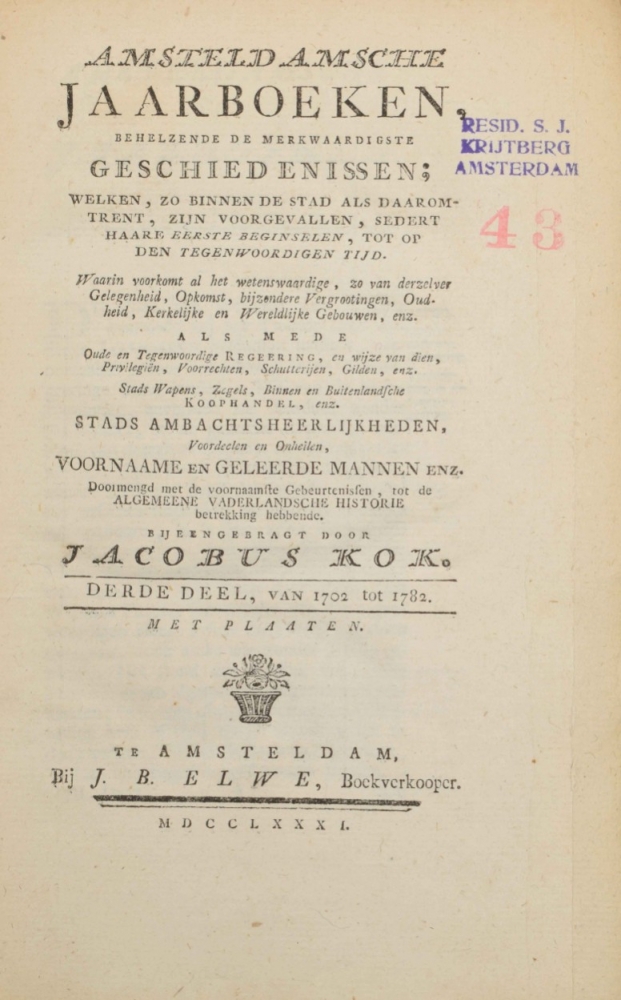 AMSTELDAMSCHE
JAARBOEKEN,
BEHELZENDE DE MERKWAARDIGSTE
GESCHIEDENISSEN;
WELKEN, ZO BINNEN DE STAD ALS DAAROM-
TRENT, ZIJN VOORGEVALLEN, SEDERT
HAARE EERSTE BEGINSELEN, TOT OP
DEN TEGENWOORDIGEN TIJD.
Waarin voorkomt al het wetenswaardige, zo van derzelver
Gelegenheid, Opkomst, bijzondere Vergrootingen, Oud-
heid, Kerkelijke en Wereldlijke Gebouwen, enz.
ALS MEDE
Oude en Tegenwoordige REGEERING, en wijze van dien,
Privilegiën, Voorrechten, Schutterijen, Gilden, enz.
Stads Wapens, Zegels, Binnen en Buitenlandsche
KOOPHANDEL, enz.
STADS AMBACHTSHEERLIJKHEDEN,
Voordeelen en Onheilen,
VOORNAAME EN GELEERDE MANNEN ENZ.
Doormengd met de voornaamste Gebeurtenissen, tot de
ALGEMEENE VADERLANDSCHE HISTORIE
betrekking hebbende.
BIJEENGEBRAGT DOOR
JACOBUS KOK.
DERDE DEEL, VAN 1702 tot 1782.
MET PLAATEN.
TE AMSTELDAM,
Bij J. B. ELWE, Boekverkooper.
MDCCLXXXI.
RESID. S. J.
KRIJTBERG
AMSTERDAM
43